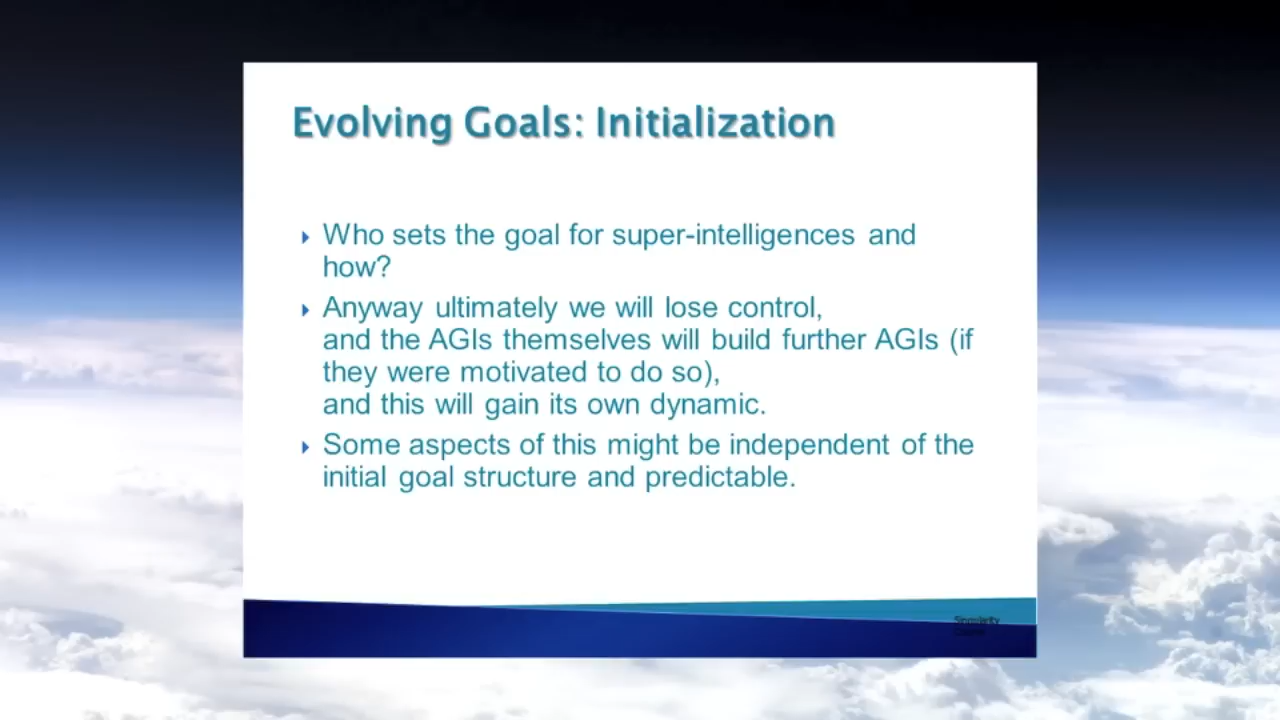 Evolving Goals: Initialization
Who sets the goal for super-intelligences and
how?
Anyway ultimately we will lose control,
and the AGIs themselves will build further AGIs (if
they were motivated to do so),
and this will gain its own dynamic.
Some aspects of this might be independent of the
initial goal structure and predictable.